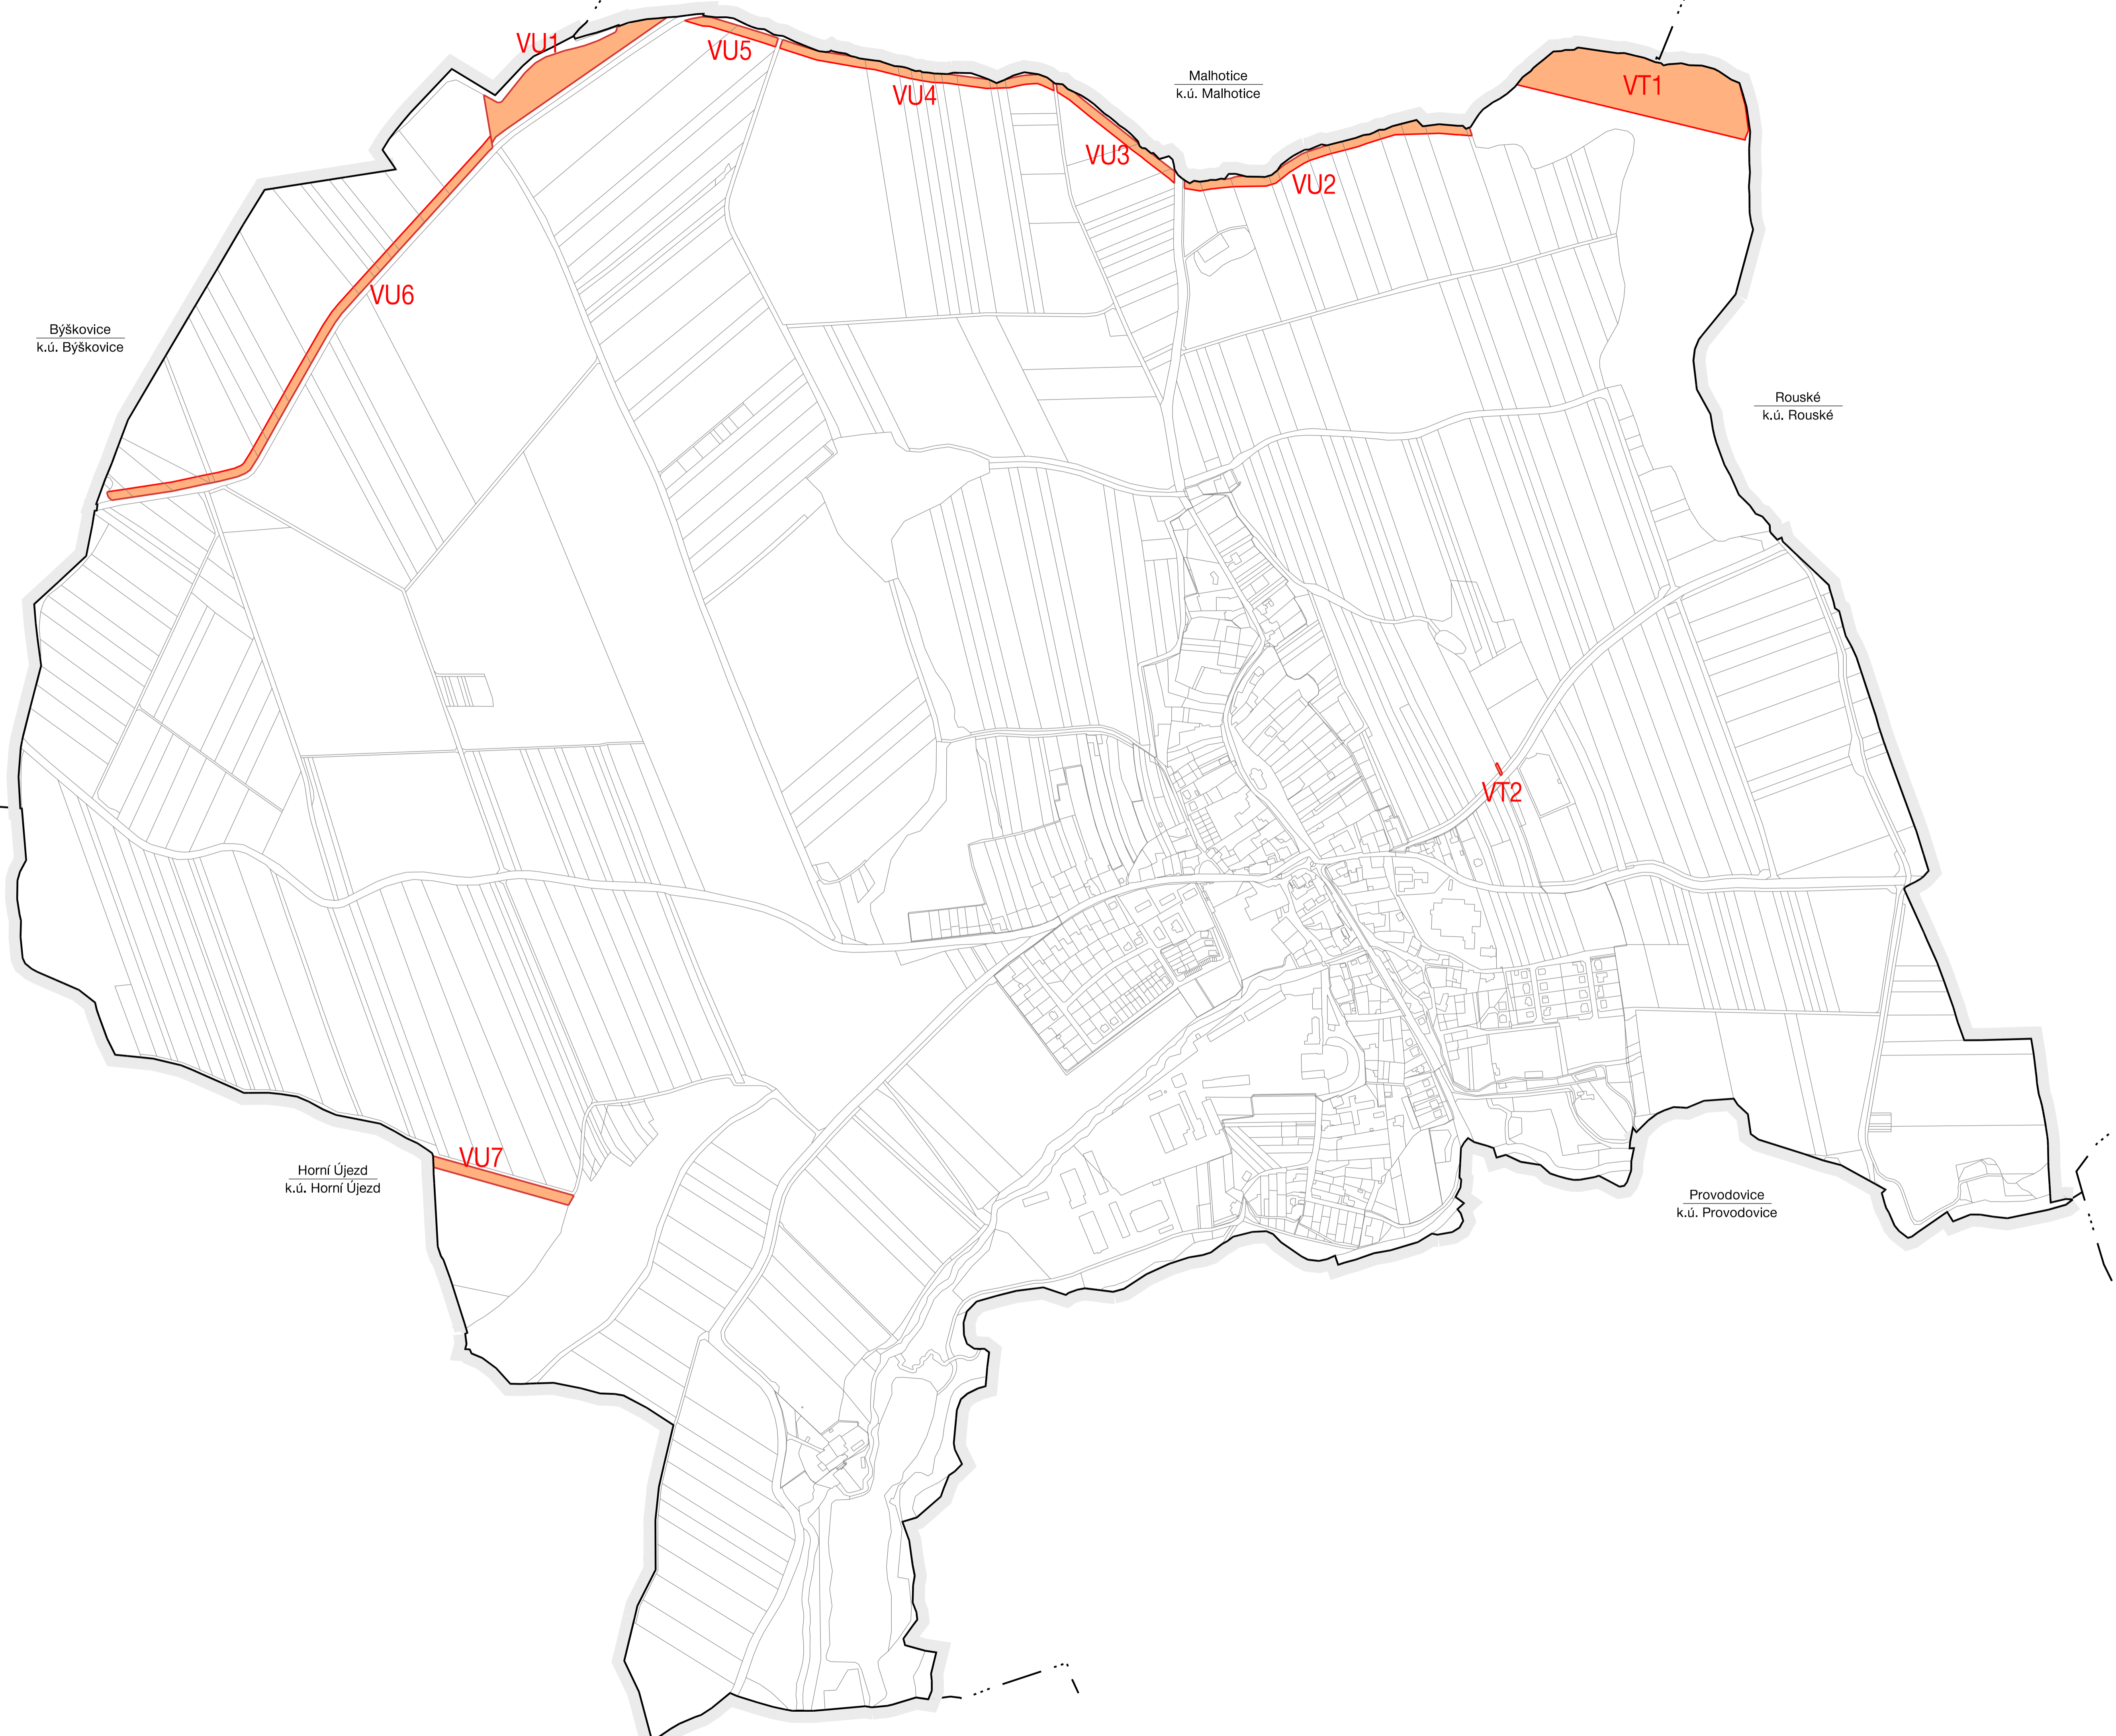 VU1
VU5
Malhotice
k.ú. Malhotice
VT1
VU4
VU3
VU2
VU6
Býškovice
k.ú. Býškovice
Rouské
k.ú. Rouské
VT2
VU7
Horní Újezd
k.ú. Horní Újezd
Provodovice
k.ú. Provodovice